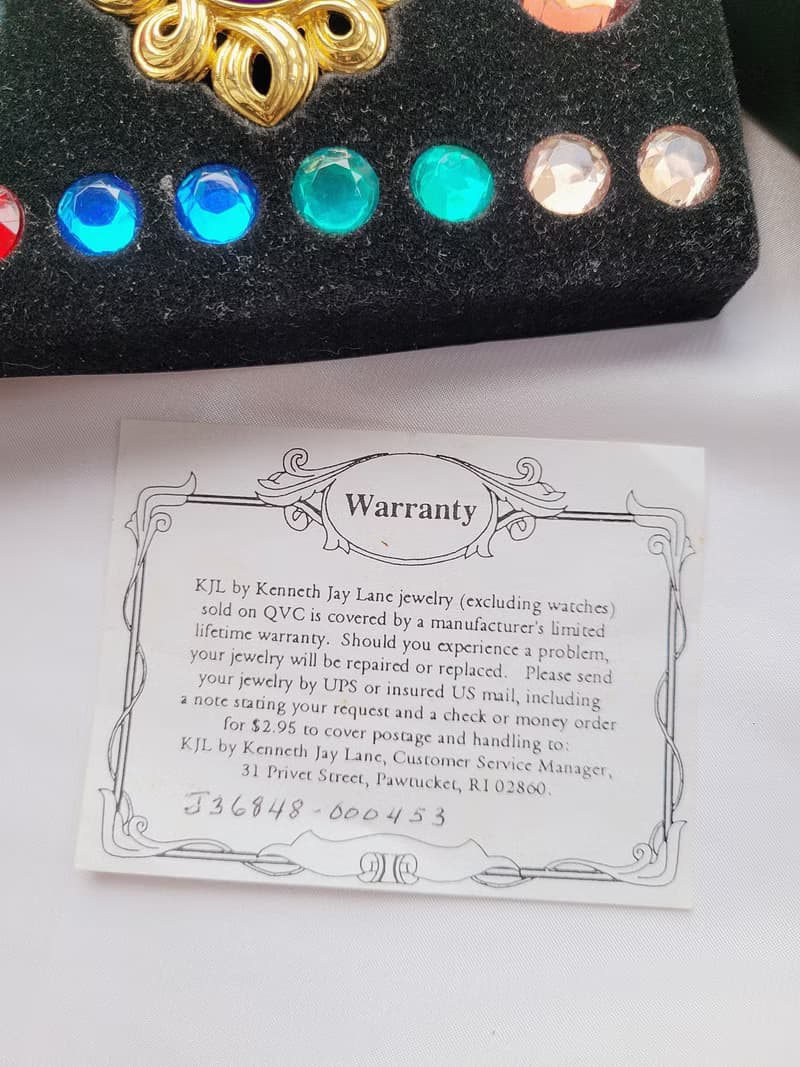 Warranty
KJL by Kenneth Jay Lane jewelry (excluding watches)
sold on QVC is covered by a manufacturer's limited
lifetime warranty. Should you experience a problem,
your jewelry will be repaired or replaced. Please send
your jewelry by UPS or insured US mail, including
a note stating your request and a check or money order
for $2.95 to cover postage and handling to:
KJL by Kenneth Jay Lane, Customer Service Manager,
31 Privet Street, Pawtucket, RI 02860.
J36848-000453